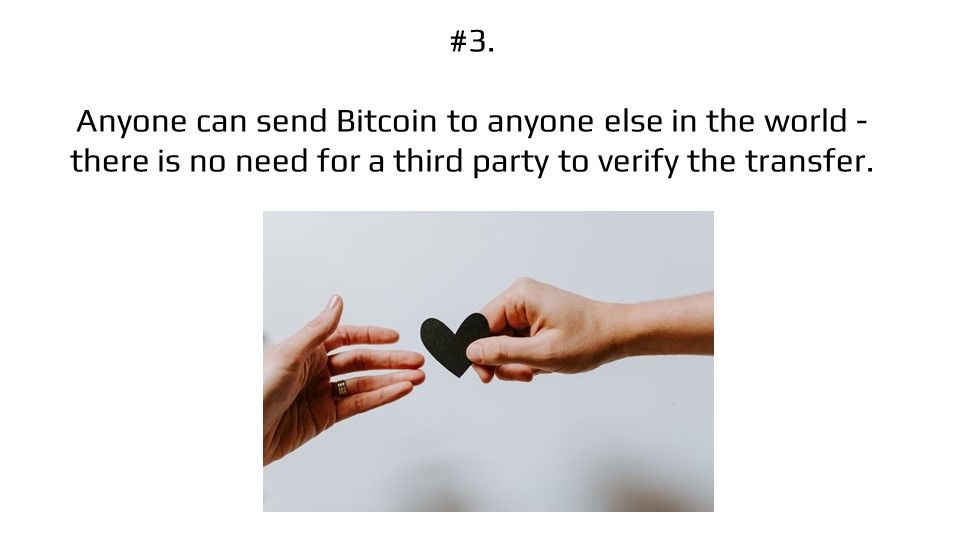 #3.
Anyone can send Bitcoin to anyone else in the world -
there is no need for a third party to verify the transfer.